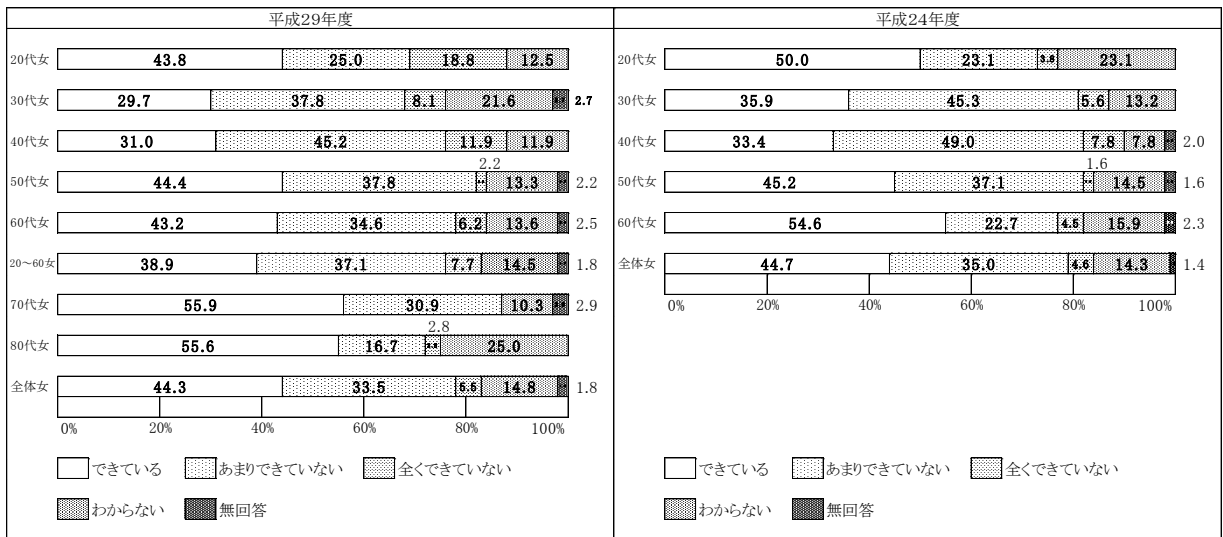 平成29年度
20代女 43.8 25.0 18.8 12.5
30代女 29.7 37.8 8.1 21.6 2.7
40代女 31.0 45.2 11.9 11.9
2.2
50代女 44.4 37.8 13.3 2.2
60代女 43.2 34.6 6.2 13.6 2.5
20～60女 38.9 37.1 7.7 14.5 1.8
70代女 55.9 30.9 10.3 2.9
2.8
80代女 55.6 16.7 2.8 25.0
全体女 44.3 33.5 14.8 1.8
0% 20% 40% 60% 80% 100%
できている あまりできていない 全くできていない
わからない 無回答
平成24年度
20代女 50.0 23.1 3.8 23.1
30代女 35.9 45.3 5.6 13.2
40代女 33.4 49.0 7.8 7.8 2.0
1.6
50代女 45.2 37.1 14.5 1.6
60代女 54.6 22.7 4.5 15.9 2.3
全体女 44.7 35.0 4.6 14.3 1.4
0% 20% 40% 60% 80% 100%
できている あまりできていない 全くできていない
わからない 無回答